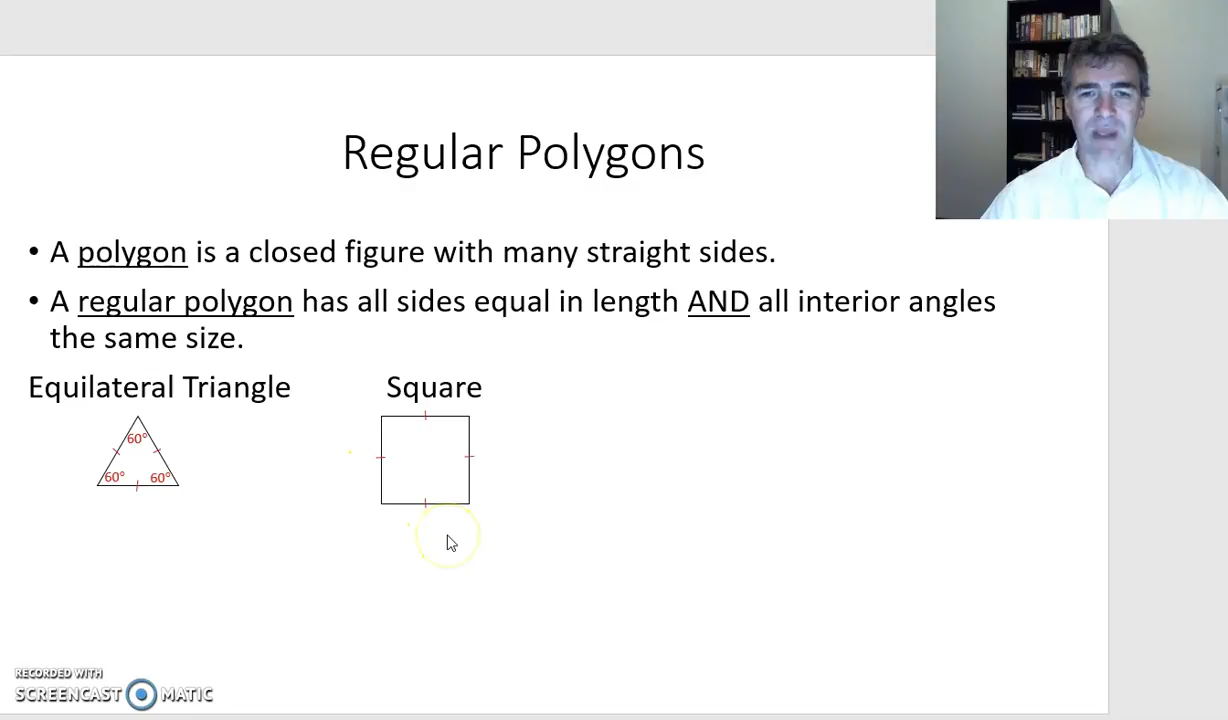 Regular Polygons
• A polygon is a closed figure with many straight sides.
• A regular polygon has all sides equal in length AND all interior angles
the same size.
Equilateral Triangle Square
60°
60° 60°
RECORDED WITH
SCREENCAST MATIC